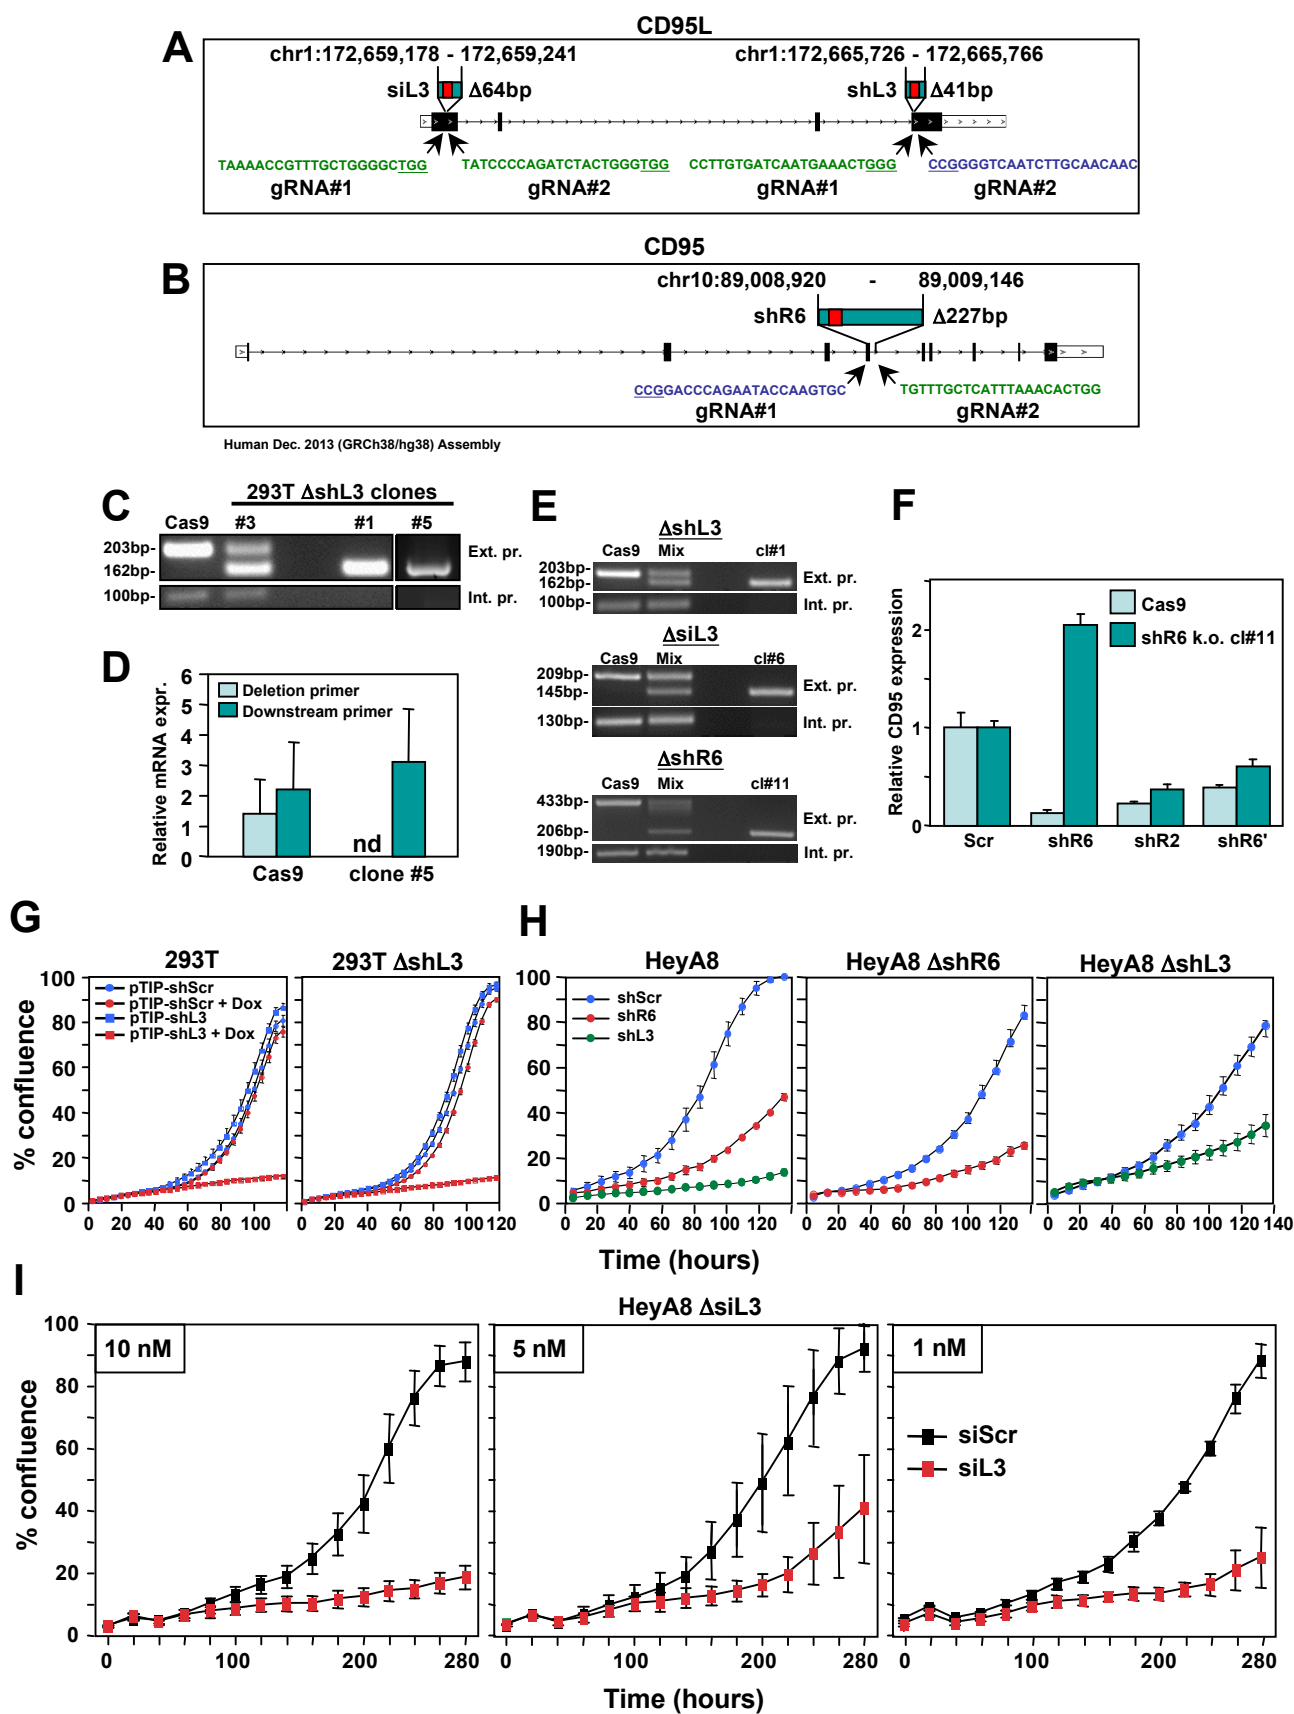 CD95L
A
chr1:172,659,178 - 172,659,241
chr1:172,665,726 - 172,665,766
siL3
Δ64bp
shL3
Δ41bp
TAAAACCGTTTGCTGGGGCTGG
TATCCCCAGATCTACTGGGTGG
CCTTGTGATCAATGAAACTGGG
CCGGGGTCAATCTTGCAACAAC
gRNA#1
gRNA#2
gRNA#1
gRNA#2
CD95
B
chr10:89,008,920 - 89,009,146
shR6
Δ227bp
CCGGACCCAGAATACCAAGTGC
TGTTTGCTCATTTAAACACTGG
gRNA#1
gRNA#2
Human Dec. 2013 (GRCh38/hg38) Assembly
C
293T ΔshL3 clones
Cas9 #3 #1 #5
203bp-
162bp-
100bp-
Ext. pr.
Int. pr.
D
Relative mRNA expr.
6
5
4
3
2
1
0
Deletion primer
Downstream primer
nd
Cas9
clone #5
E
ΔshL3
Cas9 Mix cl#1
203bp-
162bp-
100bp-
Ext. pr.
Int. pr.
ΔsiL3
Cas9 Mix cl#6
209bp-
145bp-
130bp-
Ext. pr.
Int. pr.
ΔshR6
Cas9 Mix cl#11
433bp-
206bp-
190bp-
Ext. pr.
Int. pr.
F
Relative CD95 expression
2
1
0
Cas9
shR6 k.o. cl#11
Scr shR6 shR2 shR6'
G
293T
293T ΔshL3
% confluence
100
80
60
40
20
0
pTIP-shScr
pTIP-shScr + Dox
pTIP-shL3
pTIP-shL3 + Dox
0 20 40 60 80 100
0 20 40 60 80 100 120
H
HeyA8
HeyA8 ΔshR6
HeyA8 ΔshL3
100
80
60
40
20
0
shScr
shR6
shL3
0 20 40 60 80 100 120
0 20 40 60 80 100 120
0 20 40 60 80 100 120 140
Time (hours)
I
HeyA8 ΔsiL3
% confluence
100
80
60
40
20
0
10 nM
5 nM
1 nM
siScr
siL3
0 100 200 280
0 100 200 280
0 100 200 280
Time (hours)